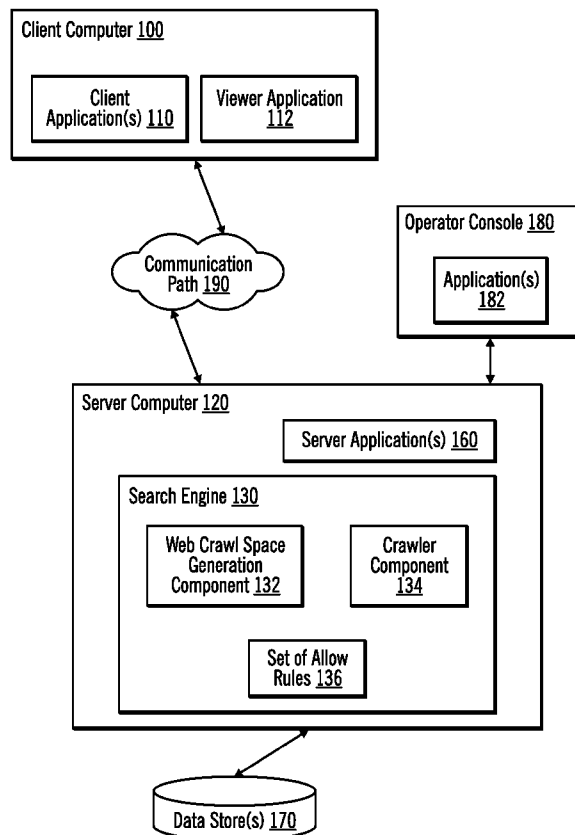 Client Computer 100
Client
Application(s) 110
Viewer Application
112
Communication
Path 190
Operator Console 180
Application(s)
182
Server Computer 120
Server Application(s) 160
Search Engine 130
Web Crawl Space
Generation
Component 132
Crawler
Component
134
Set of Allow
Rules 136
Data Store(s) 170